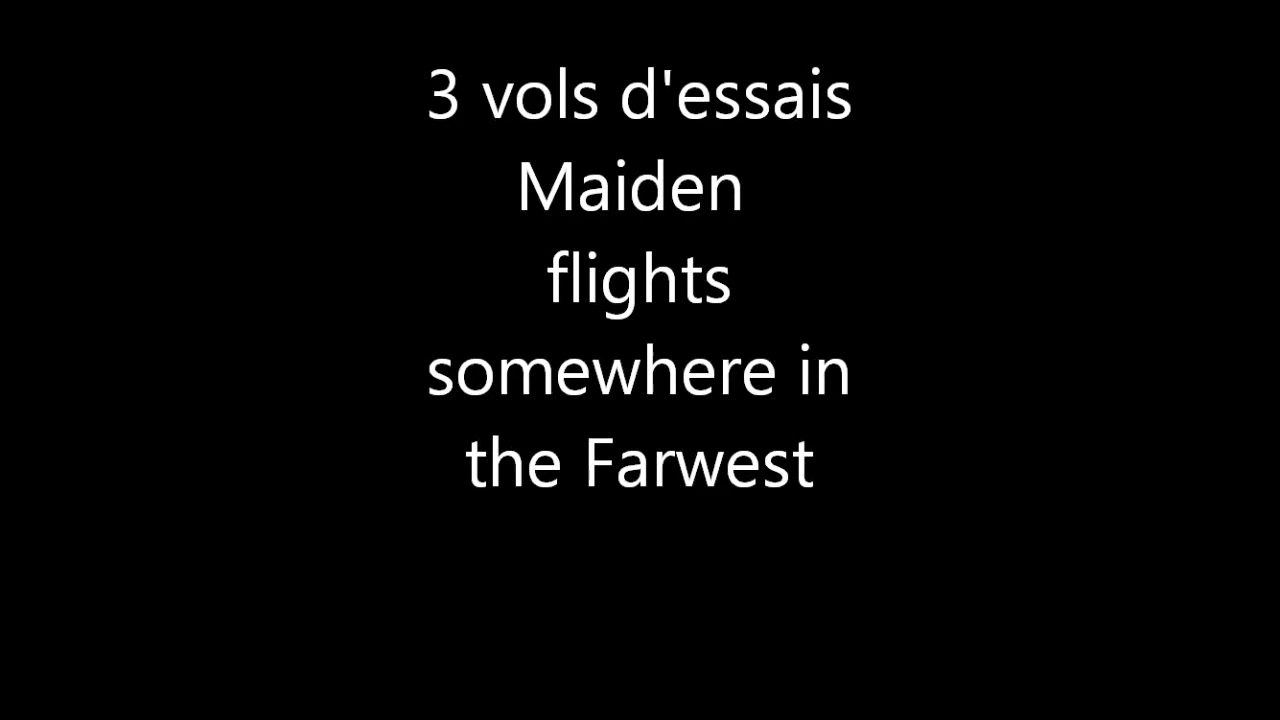 3 vols d'essais
Maiden
flights
somewhere in
the Farwest